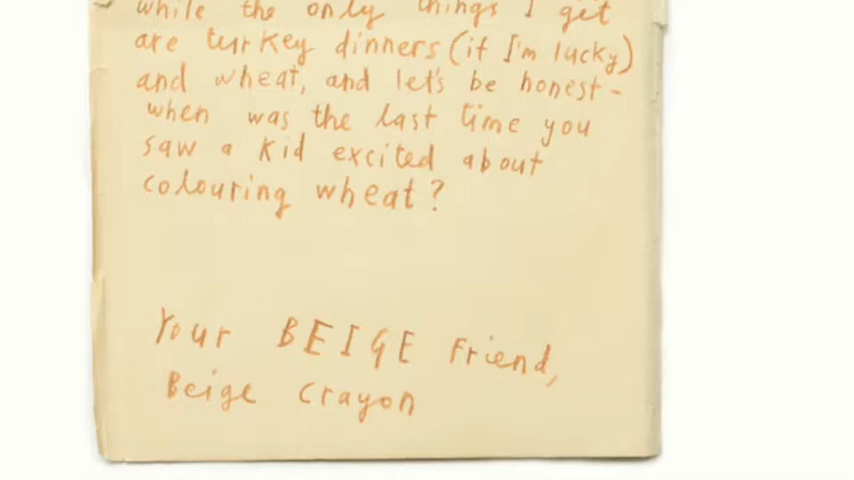 while the only things I get
are turkey dinners (if I'm lucky)
and wheat, and let's be honest -
when was the last time you
saw a kid excited about
colouring wheat?
Your BEIGE friend,
Beige Crayon